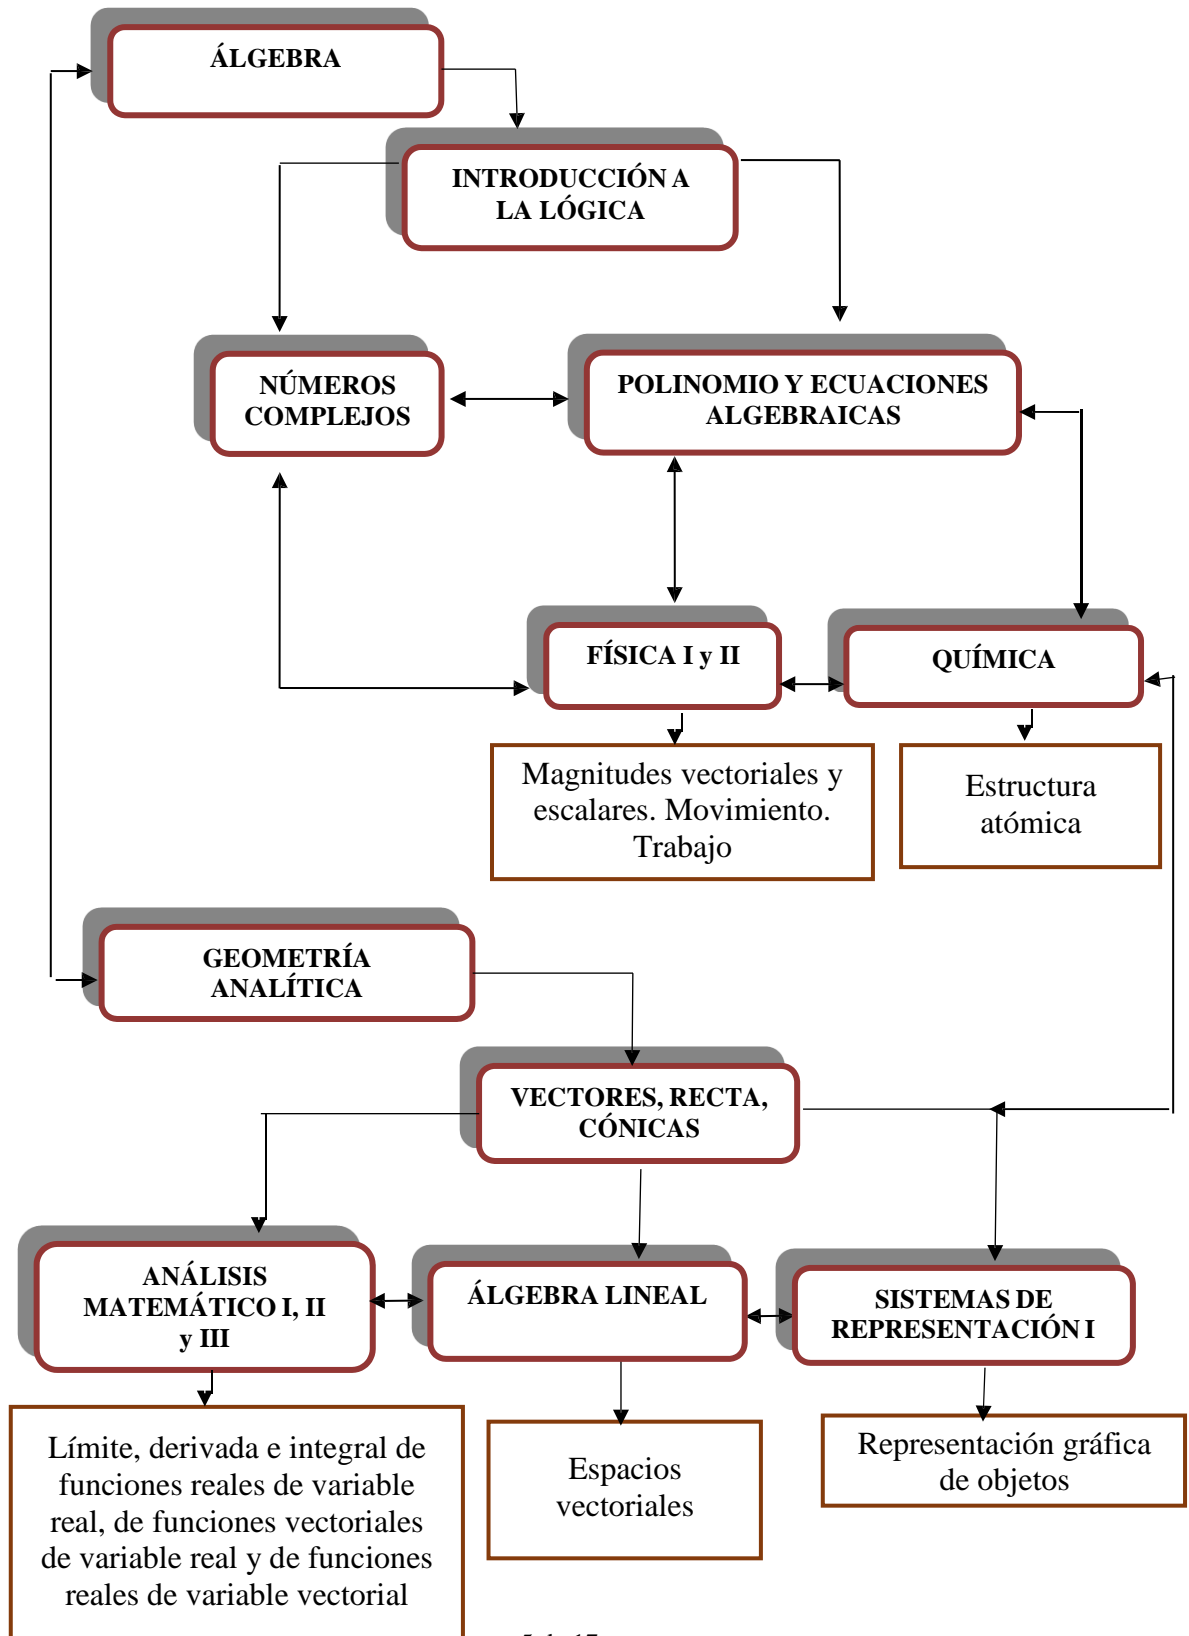 ÁLGEBRA
INTRODUCCIÓN A
LA LÓGICA
NÚMEROS
COMPLEJOS
POLINOMIO Y ECUACIONES
ALGEBRAICAS
FÍSICA I y II
QUÍMICA
Magnitudes vectoriales y
escalares. Movimiento.
Trabajo
Estructura
atómica
GEOMETRÍA
ANALÍTICA
VECTORES, RECTA,
CÓNICAS
ANÁLISIS
MATEMÁTICO I, II
y III
ÁLGEBRA LINEAL
SISTEMAS DE
REPRESENTACIÓN I
Límite, derivada e integral de
funciones reales de variable
real, de funciones vectoriales
de variable real y de funciones
reales de variable vectorial
Espacios
vectoriales
Representación gráfica
de objetos